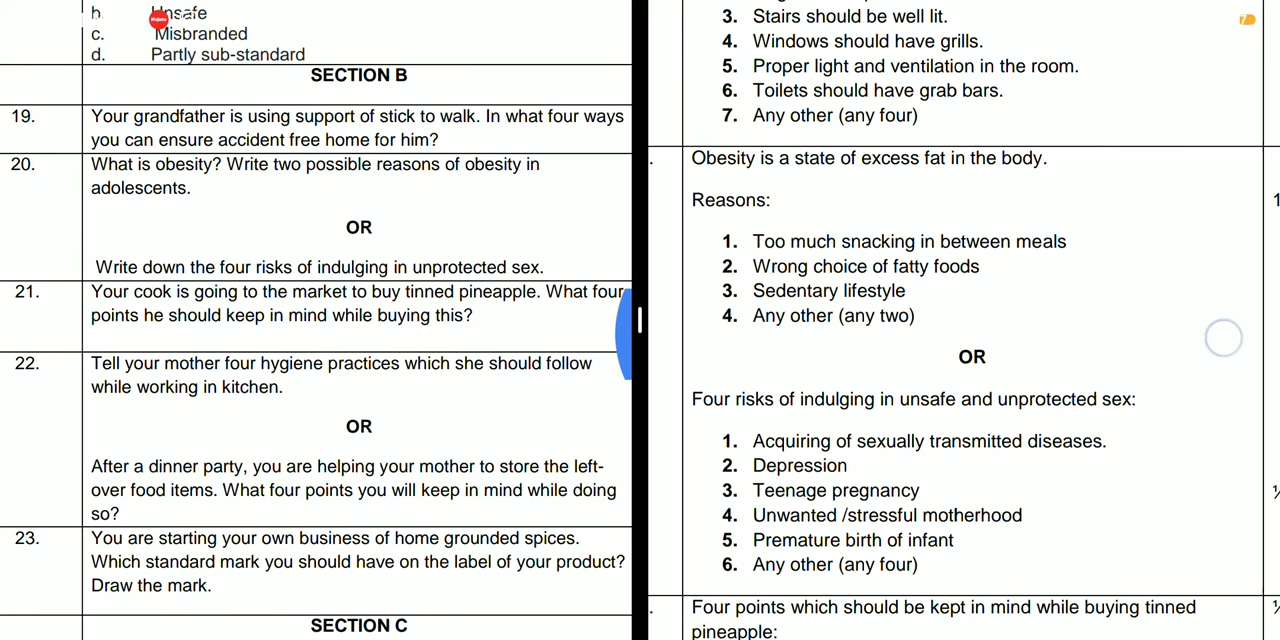 b. Unsafe
c. Misbranded
d. Partly sub-standard
SECTION B
19. Your grandfather is using support of stick to walk. In what four ways
you can ensure accident free home for him?
20. What is obesity? Write two possible reasons of obesity in
adolescents.
OR
Write down the four risks of indulging in unprotected sex.
21. Your cook is going to the market to buy tinned pineapple. What four
points he should keep in mind while buying this?
22. Tell your mother four hygiene practices which she should follow
while working in kitchen.
OR
After a dinner party, you are helping your mother to store the left-
over food items. What four points you will keep in mind while doing
so?
23. You are starting your own business of home grounded spices.
Which standard mark you should have on the label of your product?
Draw the mark.
SECTION C
3. Stairs should be well lit.
4. Windows should have grills.
5. Proper light and ventilation in the room.
6. Toilets should have grab bars.
7. Any other (any four)
Obesity is a state of excess fat in the body.
Reasons:
1. Too much snacking in between meals
2. Wrong choice of fatty foods
3. Sedentary lifestyle
4. Any other (any two)
OR
Four risks of indulging in unsafe and unprotected sex:
1. Acquiring of sexually transmitted diseases.
2. Depression
3. Teenage pregnancy
4. Unwanted /stressful motherhood
5. Premature birth of infant
6. Any other (any four)
Four points which should be kept in mind while buying tinned
pineapple: